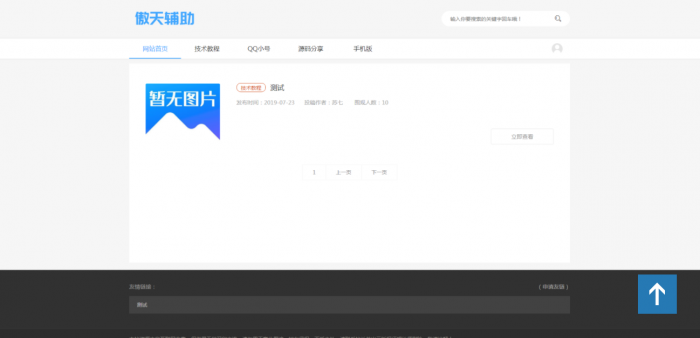 傲天辅助
输入你要搜索的关键字回车哦！
网站首页 技术教程 QQ小号 源码分享 手机版
暂无图片
技术教程 测试
发布时间：2019-07-23 投稿作者：苏七 围观人数：10
立即查看
1 上一页 下一页
友情链接：
（申请友链）
测试